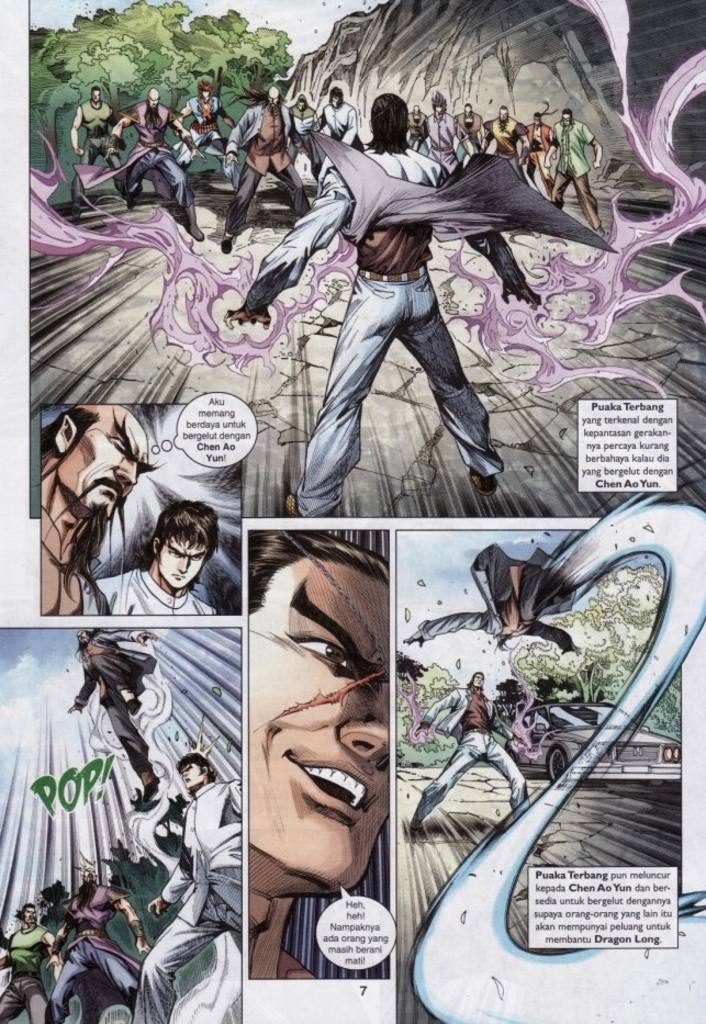 Puaka Terbang
yang terkenal dengan
kepantasan gerakan-
nya percaya kurang
berbahaya kalau dia
yang bergelut dengan
Chen Ao Yun.
Aku
memang
berdaya untuk
bergelut dengan
Chen Ao
Yun!
POP!
Heh,
heh!
Nampaknya
ada orang yang
masih berani
mati!
Puaka Terbang pun meluncur
kepada Chen Ao Yun dan ber-
sedia untuk bergelut dengannya
supaya orang-orang yang lain itu
akan mempunyai peluang untuk
membantu Dragon Long.
7